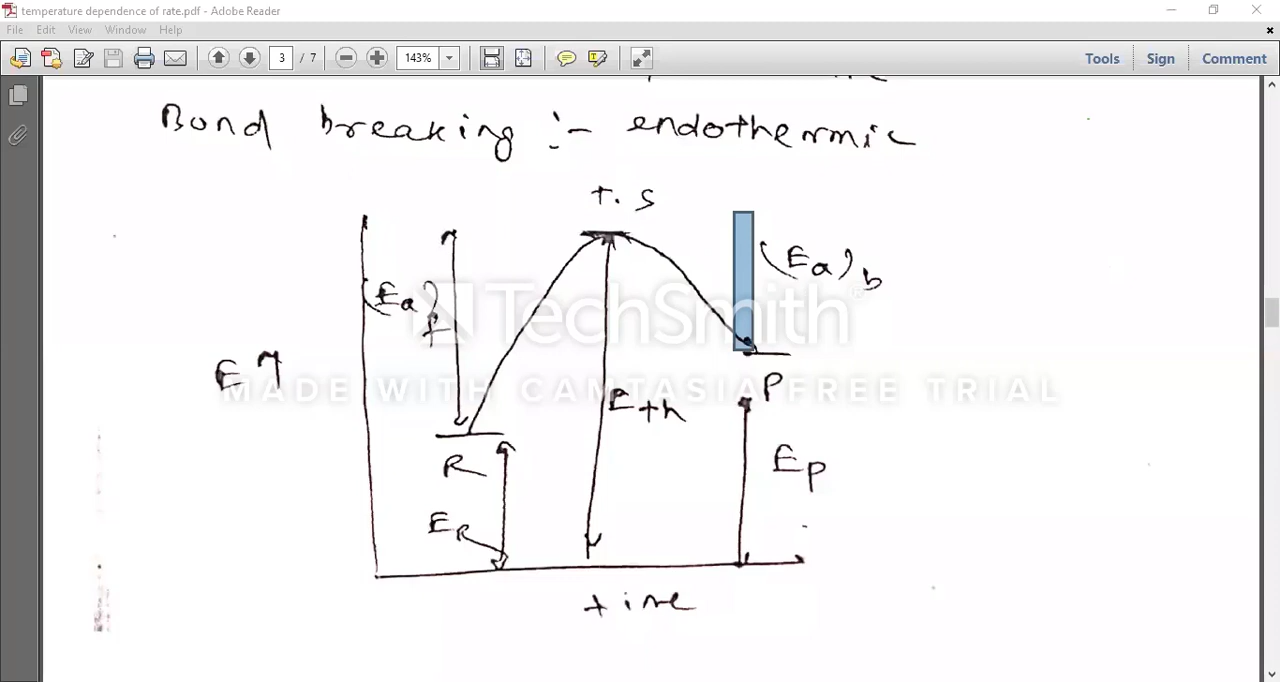 temperature dependence of rate.pdf - Adobe Reader
File Edit View Window Help
3 / 7 143% Tools Sign Comment
Bond breaking :- endothermic
T.S
(Ea)b
(Ea)f
TechSmith®
E↑
MADE WITH CAMTASIA FREE TRIAL
P
Eth
R
Ep
ER
time